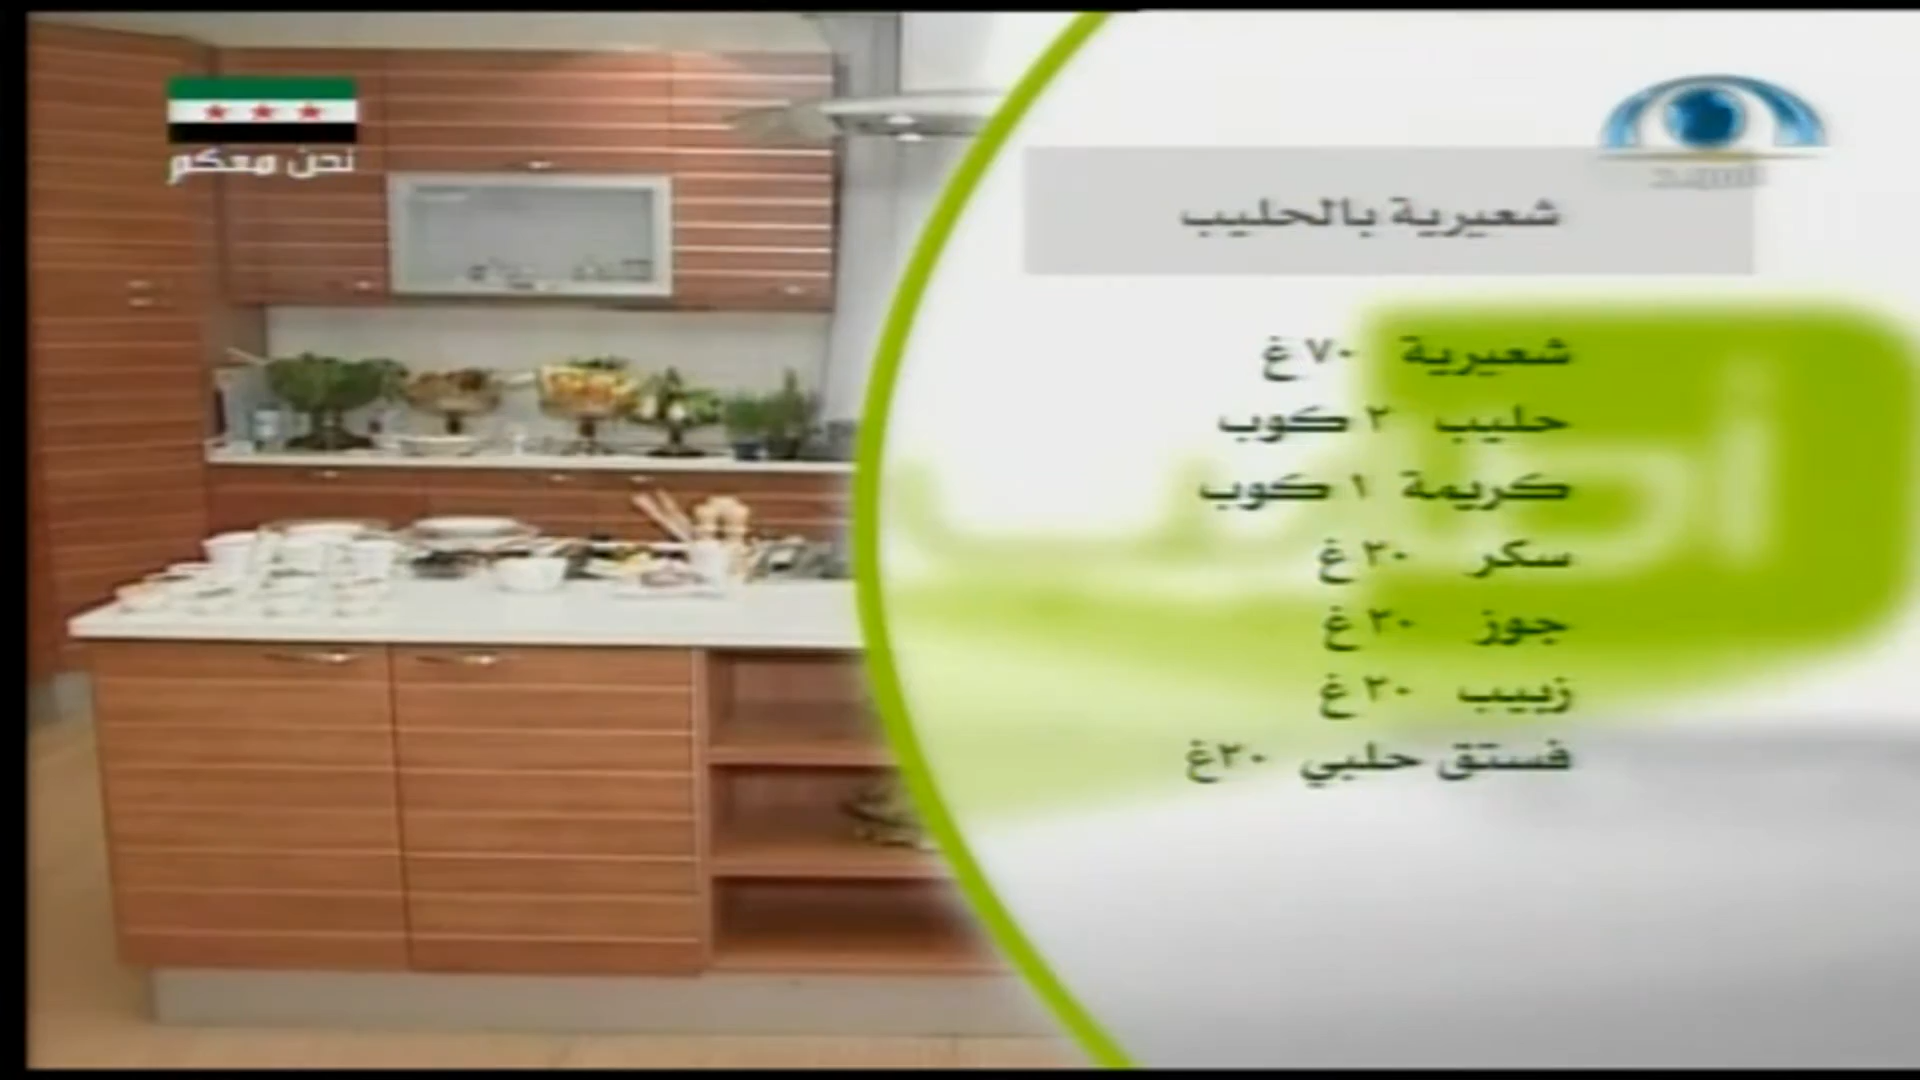 نحن معكم
شعيرية بالحليب
شعيرية ٧٠ غ
حليب ٢ كوب
كريمة ١ كوب
سكر ٢٠ غ
جوز ٢٠ غ
زبيب ٢٠ غ
فستق حلبي ٢٠غ